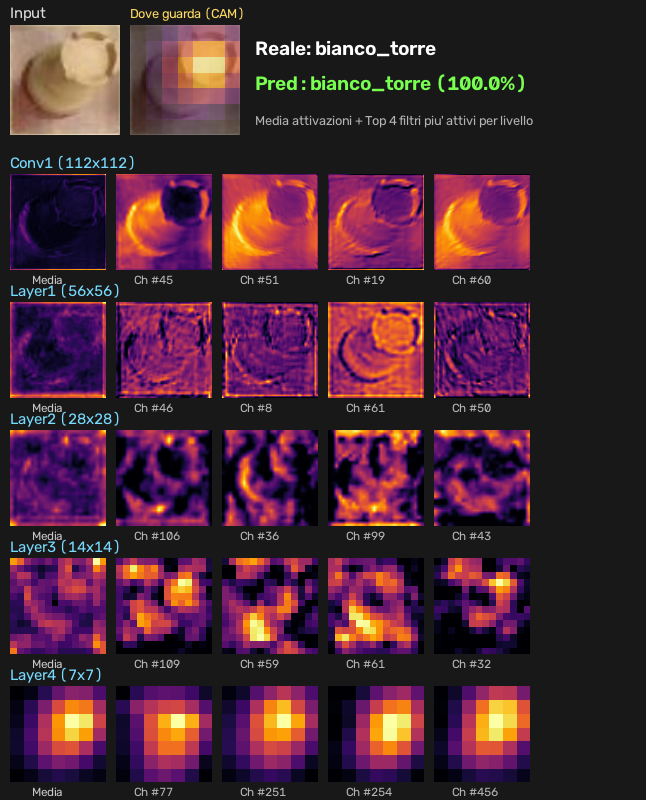 Input
Dove guarda (CAM)
Reale: bianco_torre
Pred : bianco_torre (100.0%)
Media attivazioni + Top 4 filtri piu' attivi per livello
Conv1 (112x112)
Media Ch #45 Ch #51 Ch #19 Ch #60
Layer1 (56x56)
Media Ch #46 Ch #8 Ch #61 Ch #50
Layer2 (28x28)
Media Ch #106 Ch #36 Ch #99 Ch #43
Layer3 (14x14)
Media Ch #109 Ch #59 Ch #61 Ch #32
Layer4 (7x7)
Media Ch #77 Ch #251 Ch #254 Ch #456